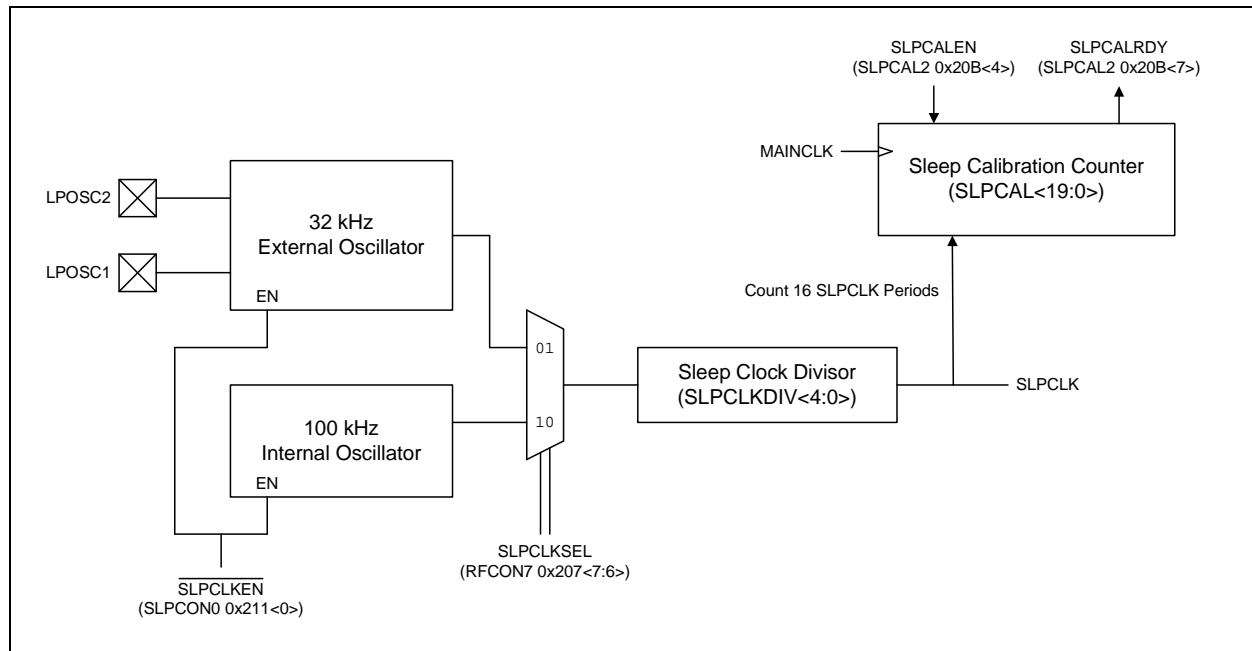 SLPCALEN
(SLPCAL2 0x20B<4>)
SLPCALRDY
(SLPCAL2 0x20B<7>)
MAINCLK
Sleep Calibration Counter
(SLPCAL<19:0>)
LPOSC2
LPOSC1
32 kHz
External Oscillator
EN
Count 16 SLPCLK Periods
01
10
Sleep Clock Divisor
(SLPCLKDIV<4:0>)
SLPCLK
100 kHz
Internal Oscillator
EN
SLPCLKEN
(SLPCON0 0x211<0>)
SLPCLKSEL
(RFCON7 0x207<7:6>)